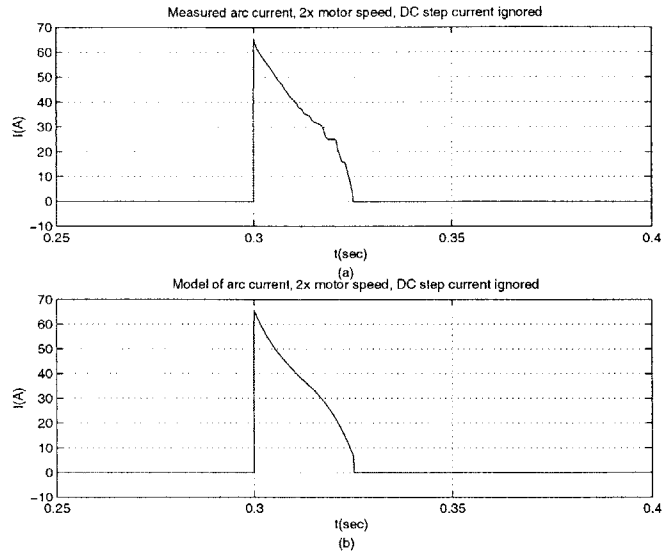 Measured arc current, 2x motor speed, DC step current ignored
70
60
50
40
30
20
10
0
-10
I(A)
0.25 0.3 0.35 0.4
t(sec)
(a)
Model of arc current, 2x motor speed, DC step current ignored
70
60
50
40
30
20
10
0
-10
I(A)
0.25 0.3 0.35 0.4
t(sec)
(b)